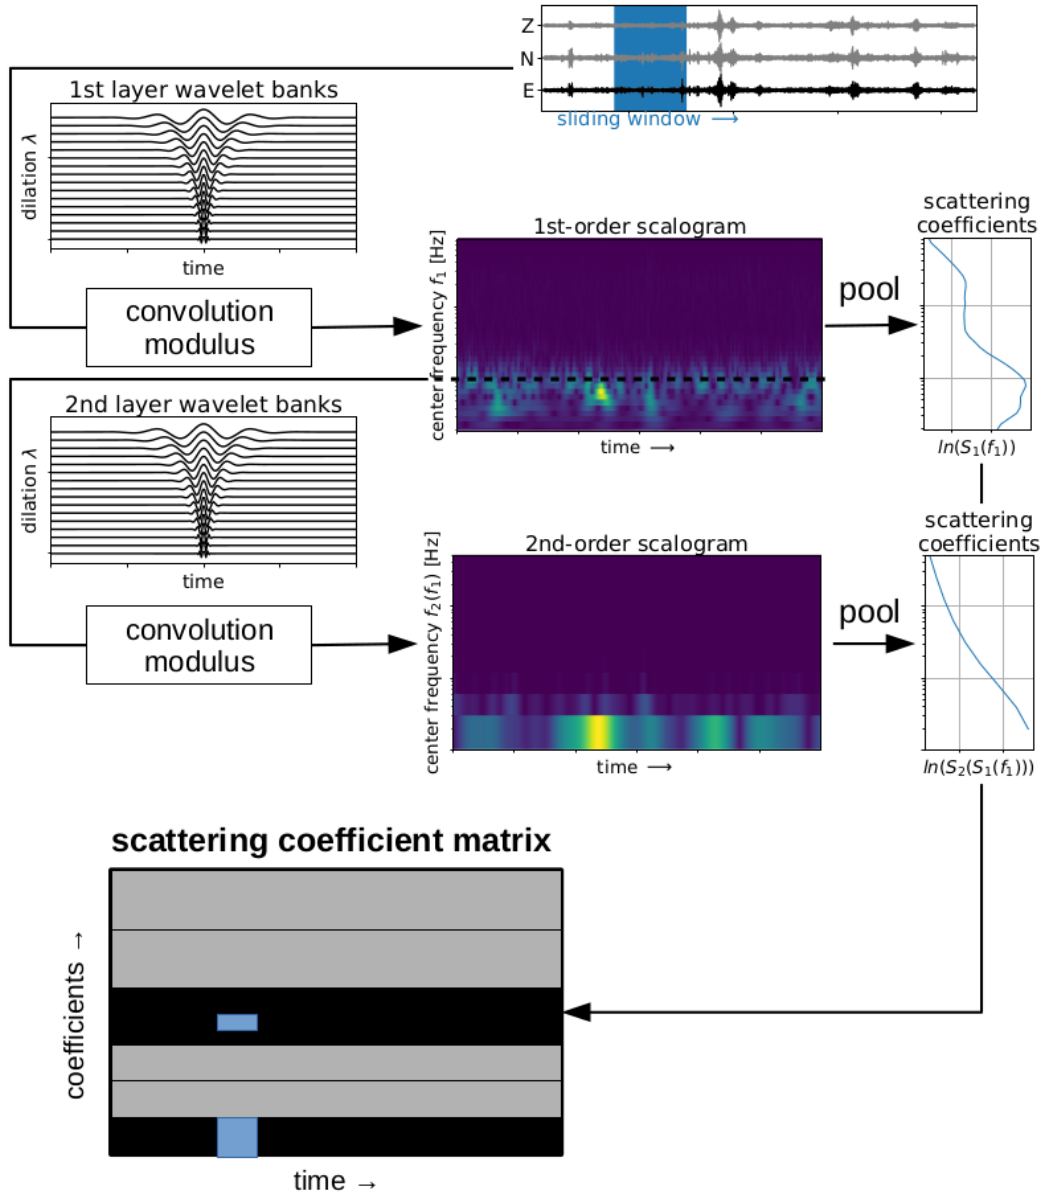 Z
N
E
sliding window →
1st layer wavelet banks
dilation λ
time
convolution
modulus
1st-order scalogram
center frequency f₁ [Hz]
time →
pool
scattering
coefficients
ln(S₁(f₁))
2nd layer wavelet banks
dilation λ
time
convolution
modulus
2nd-order scalogram
center frequency f₂(f₁) [Hz]
time →
pool
scattering
coefficients
ln(S₂(S₁(f₁)))
scattering coefficient matrix
coefficients →
time →